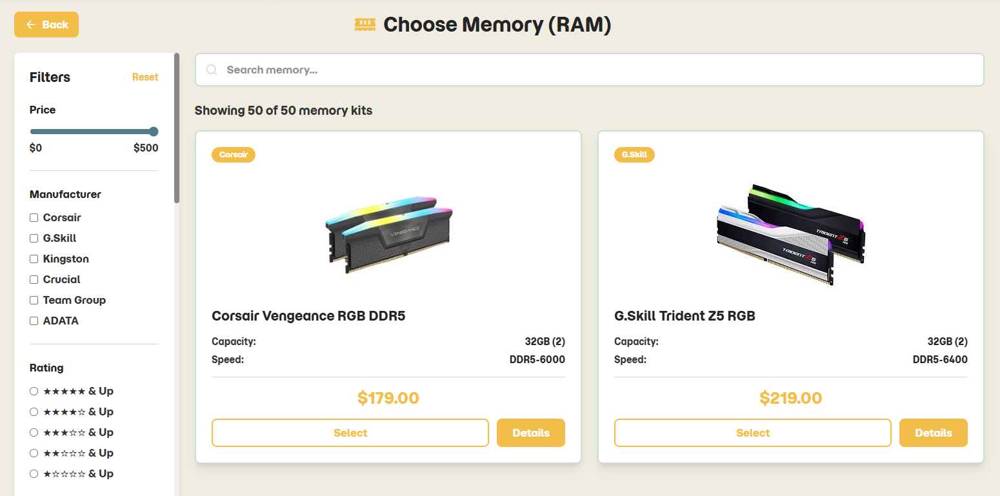 Back
Choose Memory (RAM)
Filters
Reset
Price
$0
$500
Manufacturer
Corsair
G.Skill
Kingston
Crucial
Team Group
ADATA
Rating
★★★★★ & Up
★★★★☆ & Up
★★★☆☆ & Up
★★☆☆☆ & Up
★☆☆☆☆ & Up
Search memory...
Showing 50 of 50 memory kits
Corsair
VENGEANCE
Corsair Vengeance RGB DDR5
Capacity: 32GB (2)
Speed: DDR5-6000
$179.00
Select
Details
G.Skill
TRIDENT Z5
RGB
TRIDENT Z5
RGB
G.Skill Trident Z5 RGB
Capacity: 32GB (2)
Speed: DDR5-6400
$219.00
Select
Details